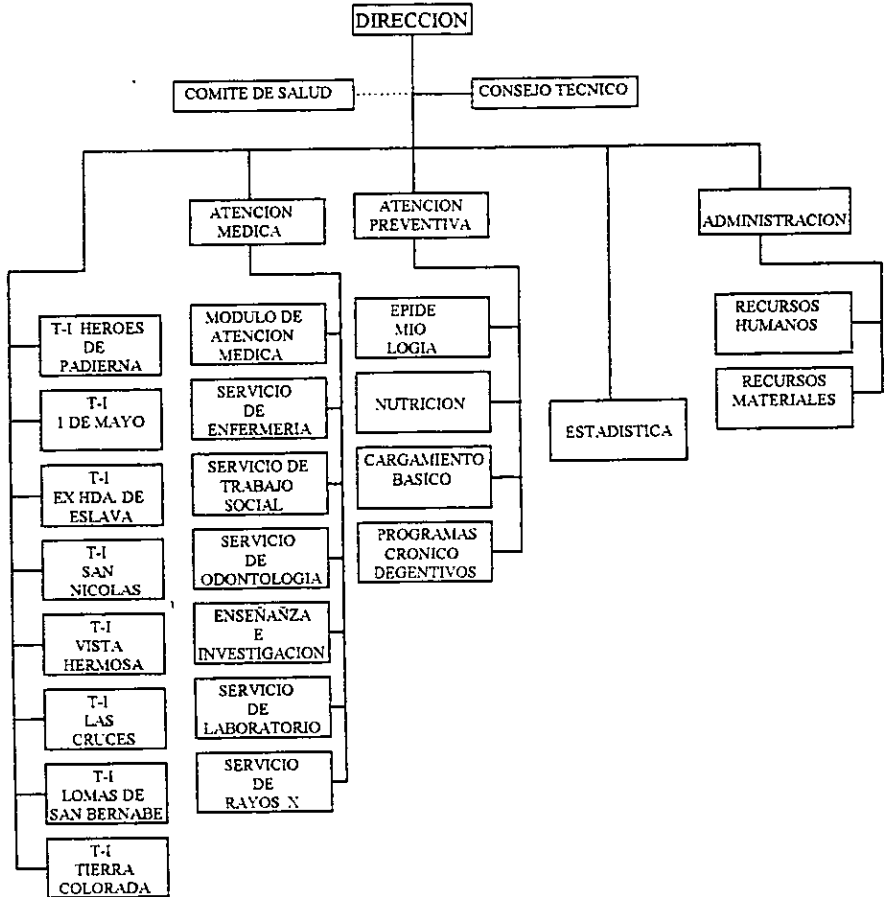 DIRECCION
COMITE DE SALUD
CONSEJO TECNICO
ATENCION
MEDICA
ATENCION
PREVENTIVA
ADMINISTRACION
T-I HEROES
DE
PADIERNA
T-I
1 DE MAYO
T-I
EX HDA. DE
ESLAVA
T-I
SAN
NICOLAS
T-I
VISTA
HERMOSA
T-I
LAS
CRUCES
T-I
LOMAS DE
SAN BERNABE
T-I
TIERRA
COLORADA
MODULO DE
ATENCION
MEDICA
SERVICIO
DE
ENFERMERIA
SERVICIO DE
TRABAJO
SOCIAL
SERVICIO
DE
ODONTOLOGIA
ENSEÑAÑZA
E
INVESTIGACION
SERVICIO
DE
LABORATORIO
SERVICIO
DE
RAYOS X
EPIDE
MIO
LOGIA
NUTRICION
CARGAMIENTO
BASICO
PROGRAMAS
CRONICO
DEGENTIVOS
ESTADISTICA
RECURSOS
HUMANOS
RECURSOS
MATERIALES